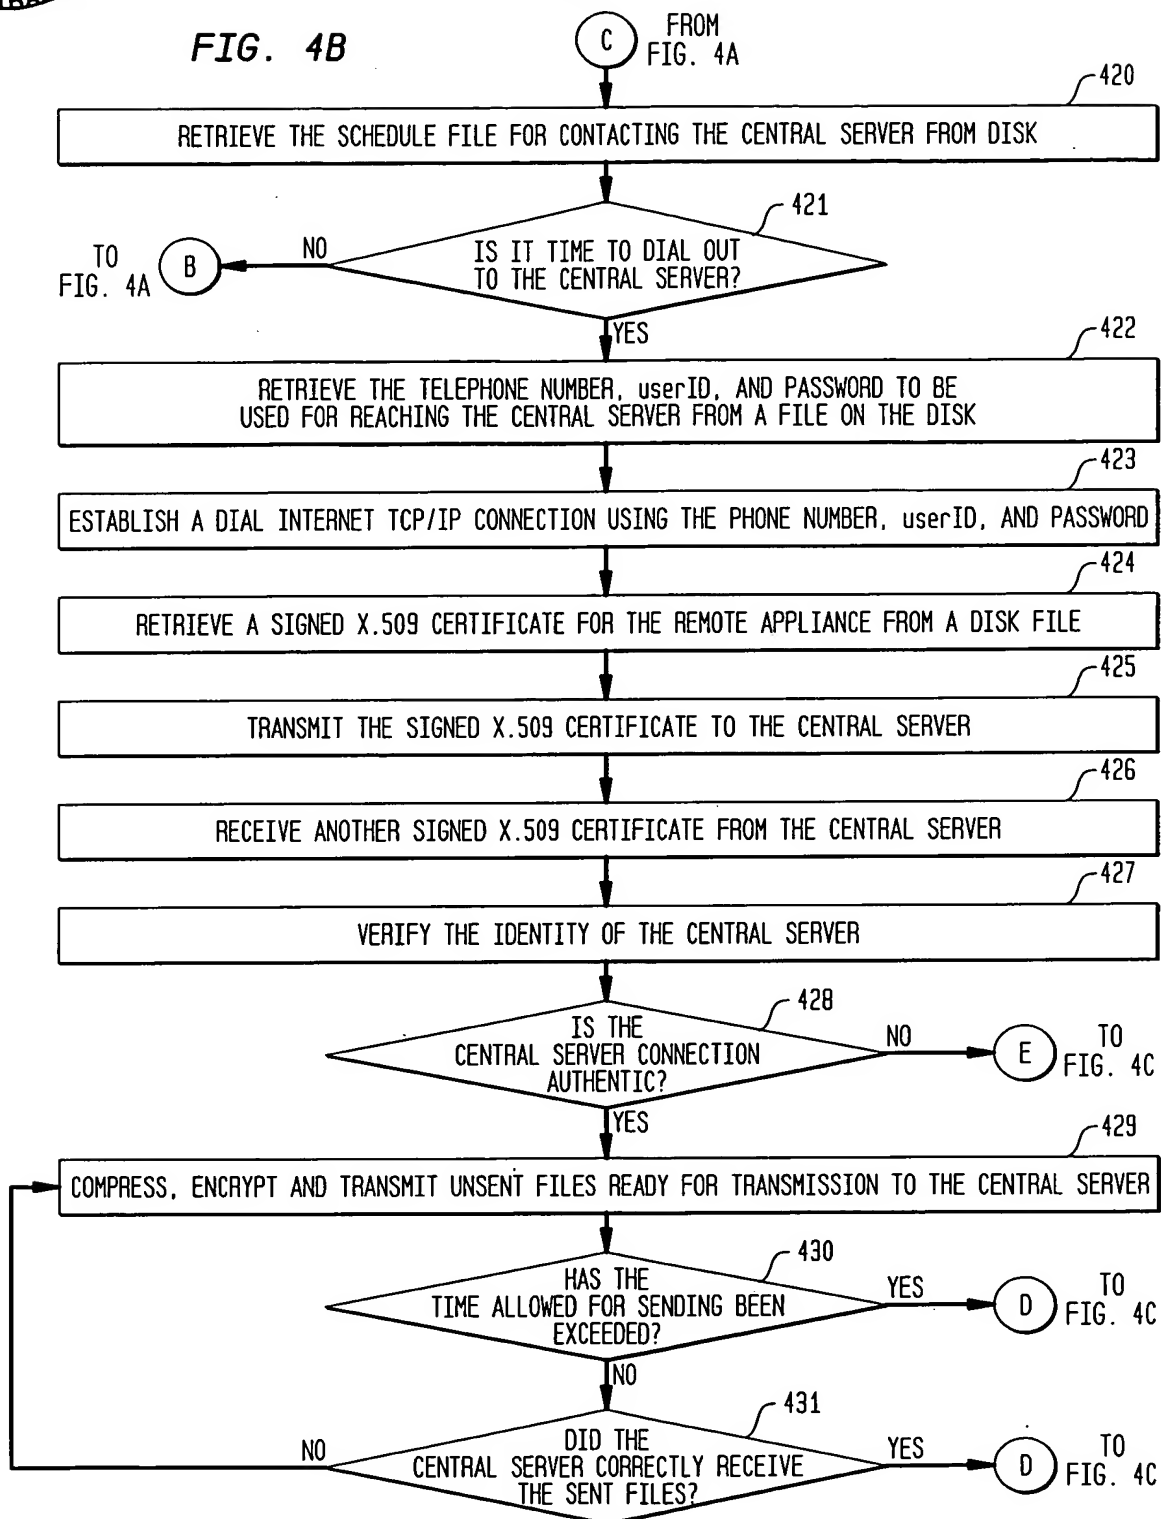 FIG. 4B
C
FROM
FIG. 4A
420
RETRIEVE THE SCHEDULE FILE FOR CONTACTING THE CENTRAL SERVER FROM DISK
421
IS IT TIME TO DIAL OUT
TO THE CENTRAL SERVER?
NO
B
TO
FIG. 4A
YES
422
RETRIEVE THE TELEPHONE NUMBER, userID, AND PASSWORD TO BE
USED FOR REACHING THE CENTRAL SERVER FROM A FILE ON THE DISK
423
ESTABLISH A DIAL INTERNET TCP/IP CONNECTION USING THE PHONE NUMBER, userID, AND PASSWORD
424
RETRIEVE A SIGNED X.509 CERTIFICATE FOR THE REMOTE APPLIANCE FROM A DISK FILE
425
TRANSMIT THE SIGNED X.509 CERTIFICATE TO THE CENTRAL SERVER
426
RECEIVE ANOTHER SIGNED X.509 CERTIFICATE FROM THE CENTRAL SERVER
427
VERIFY THE IDENTITY OF THE CENTRAL SERVER
428
IS THE
CENTRAL SERVER CONNECTION
AUTHENTIC?
NO
E
TO
FIG. 4C
YES
429
COMPRESS, ENCRYPT AND TRANSMIT UNSENT FILES READY FOR TRANSMISSION TO THE CENTRAL SERVER
430
HAS THE
TIME ALLOWED FOR SENDING BEEN
EXCEEDED?
YES
D
TO
FIG. 4C
NO
431
DID THE
CENTRAL SERVER CORRECTLY RECEIVE
THE SENT FILES?
NO
YES
D
TO
FIG. 4C